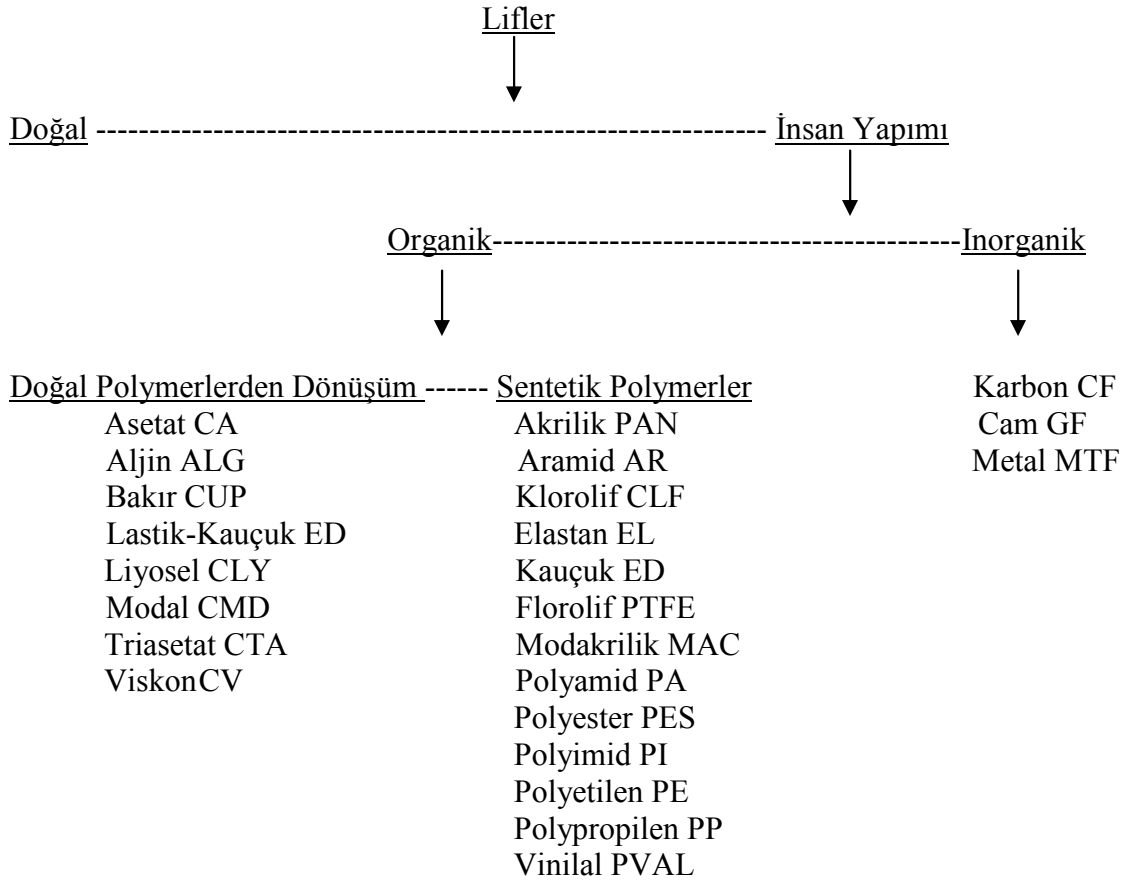 Lifler
Doğal --------------------------------------------------------------- İnsan Yapımı
Organik--------------------------------------------Inorganik
Doğal Polymerlerden Dönüşüm ------ Sentetik Polymerler Karbon CF
Asetat CA Akrilik PAN Cam GF
Aljin ALG Aramid AR Metal MTF
Bakır CUP Klorolif CLF
Lastik-Kauçuk ED Elastan EL
Liyosel CLY Kauçuk ED
Modal CMD Florolif PTFE
Triasetat CTA Modakrilik MAC
ViskonCV Polyamid PA
Polyester PES
Polyimid PI
Polyetilen PE
Polypropilen PP
Vinilal PVAL